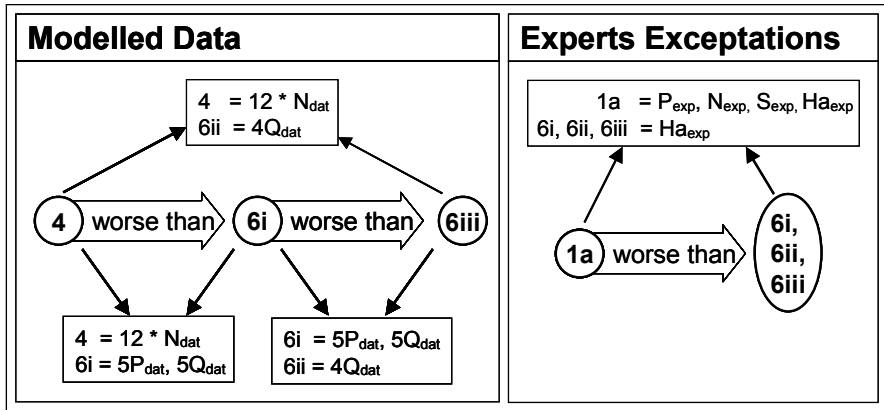 Modelled Data
4 = 12 * Ndat
6ii = 4Qdat
4 worse than 6i worse than 6iii
4 = 12 * Ndat
6i = 5Pdat, 5Qdat
6i = 5Pdat, 5Qdat
6ii = 4Qdat
Experts Exceptations
1a = Pexp, Nexp, Sexp, Haexp
6i, 6ii, 6iii = Haexp
1a worse than
6i,
6ii,
6iii